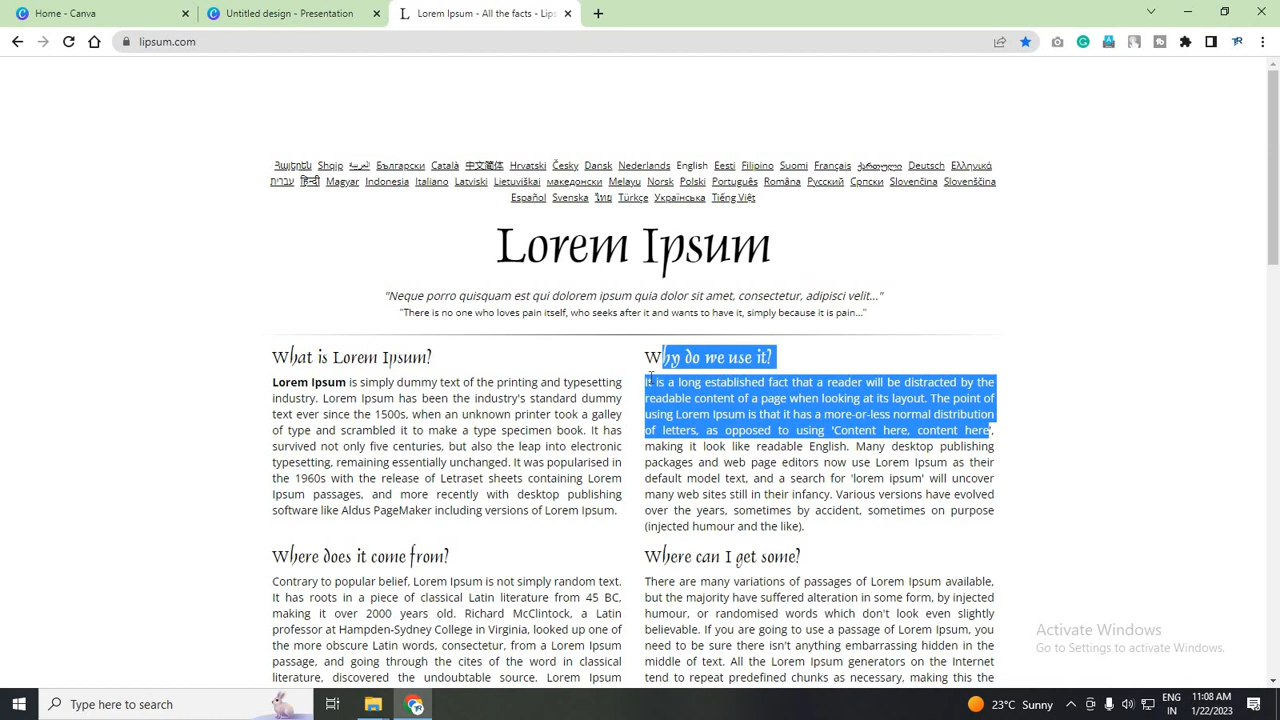 Home - Canva
Untitled design - Presentation
Lorem Ipsum - All the facts - Lips
lipsum.com
Հայերեն Shqip العربية Български Català 中文简体 Hrvatski Česky Dansk Nederlands English Eesti Filipino Suomi Français ქართული Deutsch Ελληνικά
עברית हिन्दी Magyar Indonesia Italiano Latviski Lietuviškai македонски Melayu Norsk Polski Português Româna Pyccкий Српски Slovenčina Slovenščina
Español Svenska ไทย Türkçe Українська Tiếng Việt
Lorem Ipsum
"Neque porro quisquam est qui dolorem ipsum quia dolor sit amet, consectetur, adipisci velit..."
"There is no one who loves pain itself, who seeks after it and wants to have it, simply because it is pain..."
What is Lorem Ipsum?
Lorem Ipsum is simply dummy text of the printing and typesetting
industry. Lorem Ipsum has been the industry's standard dummy
text ever since the 1500s, when an unknown printer took a galley
of type and scrambled it to make a type specimen book. It has
survived not only five centuries, but also the leap into electronic
typesetting, remaining essentially unchanged. It was popularised in
the 1960s with the release of Letraset sheets containing Lorem
Ipsum passages, and more recently with desktop publishing
software like Aldus PageMaker including versions of Lorem Ipsum.
Why do we use it?
It is a long established fact that a reader will be distracted by the
readable content of a page when looking at its layout. The point of
using Lorem Ipsum is that it has a more-or-less normal distribution
of letters, as opposed to using 'Content here, content here',
making it look like readable English. Many desktop publishing
packages and web page editors now use Lorem Ipsum as their
default model text, and a search for 'lorem ipsum' will uncover
many web sites still in their infancy. Various versions have evolved
over the years, sometimes by accident, sometimes on purpose
(injected humour and the like).
Where does it come from?
Contrary to popular belief, Lorem Ipsum is not simply random text.
It has roots in a piece of classical Latin literature from 45 BC,
making it over 2000 years old. Richard McClintock, a Latin
professor at Hampden-Sydney College in Virginia, looked up one of
the more obscure Latin words, consectetur, from a Lorem Ipsum
passage, and going through the cites of the word in classical
literature, discovered the undoubtable source. Lorem Ipsum
Where can I get some?
There are many variations of passages of Lorem Ipsum available,
but the majority have suffered alteration in some form, by injected
humour, or randomised words which don't look even slightly
believable. If you are going to use a passage of Lorem Ipsum, you
need to be sure there isn't anything embarrassing hidden in the
middle of text. All the Lorem Ipsum generators on the Internet
tend to repeat predefined chunks as necessary, making this the
Activate Windows
Go to Settings to activate Windows.
Type here to search
23°C Sunny
ENG
IN
11:08 AM
1/22/2023